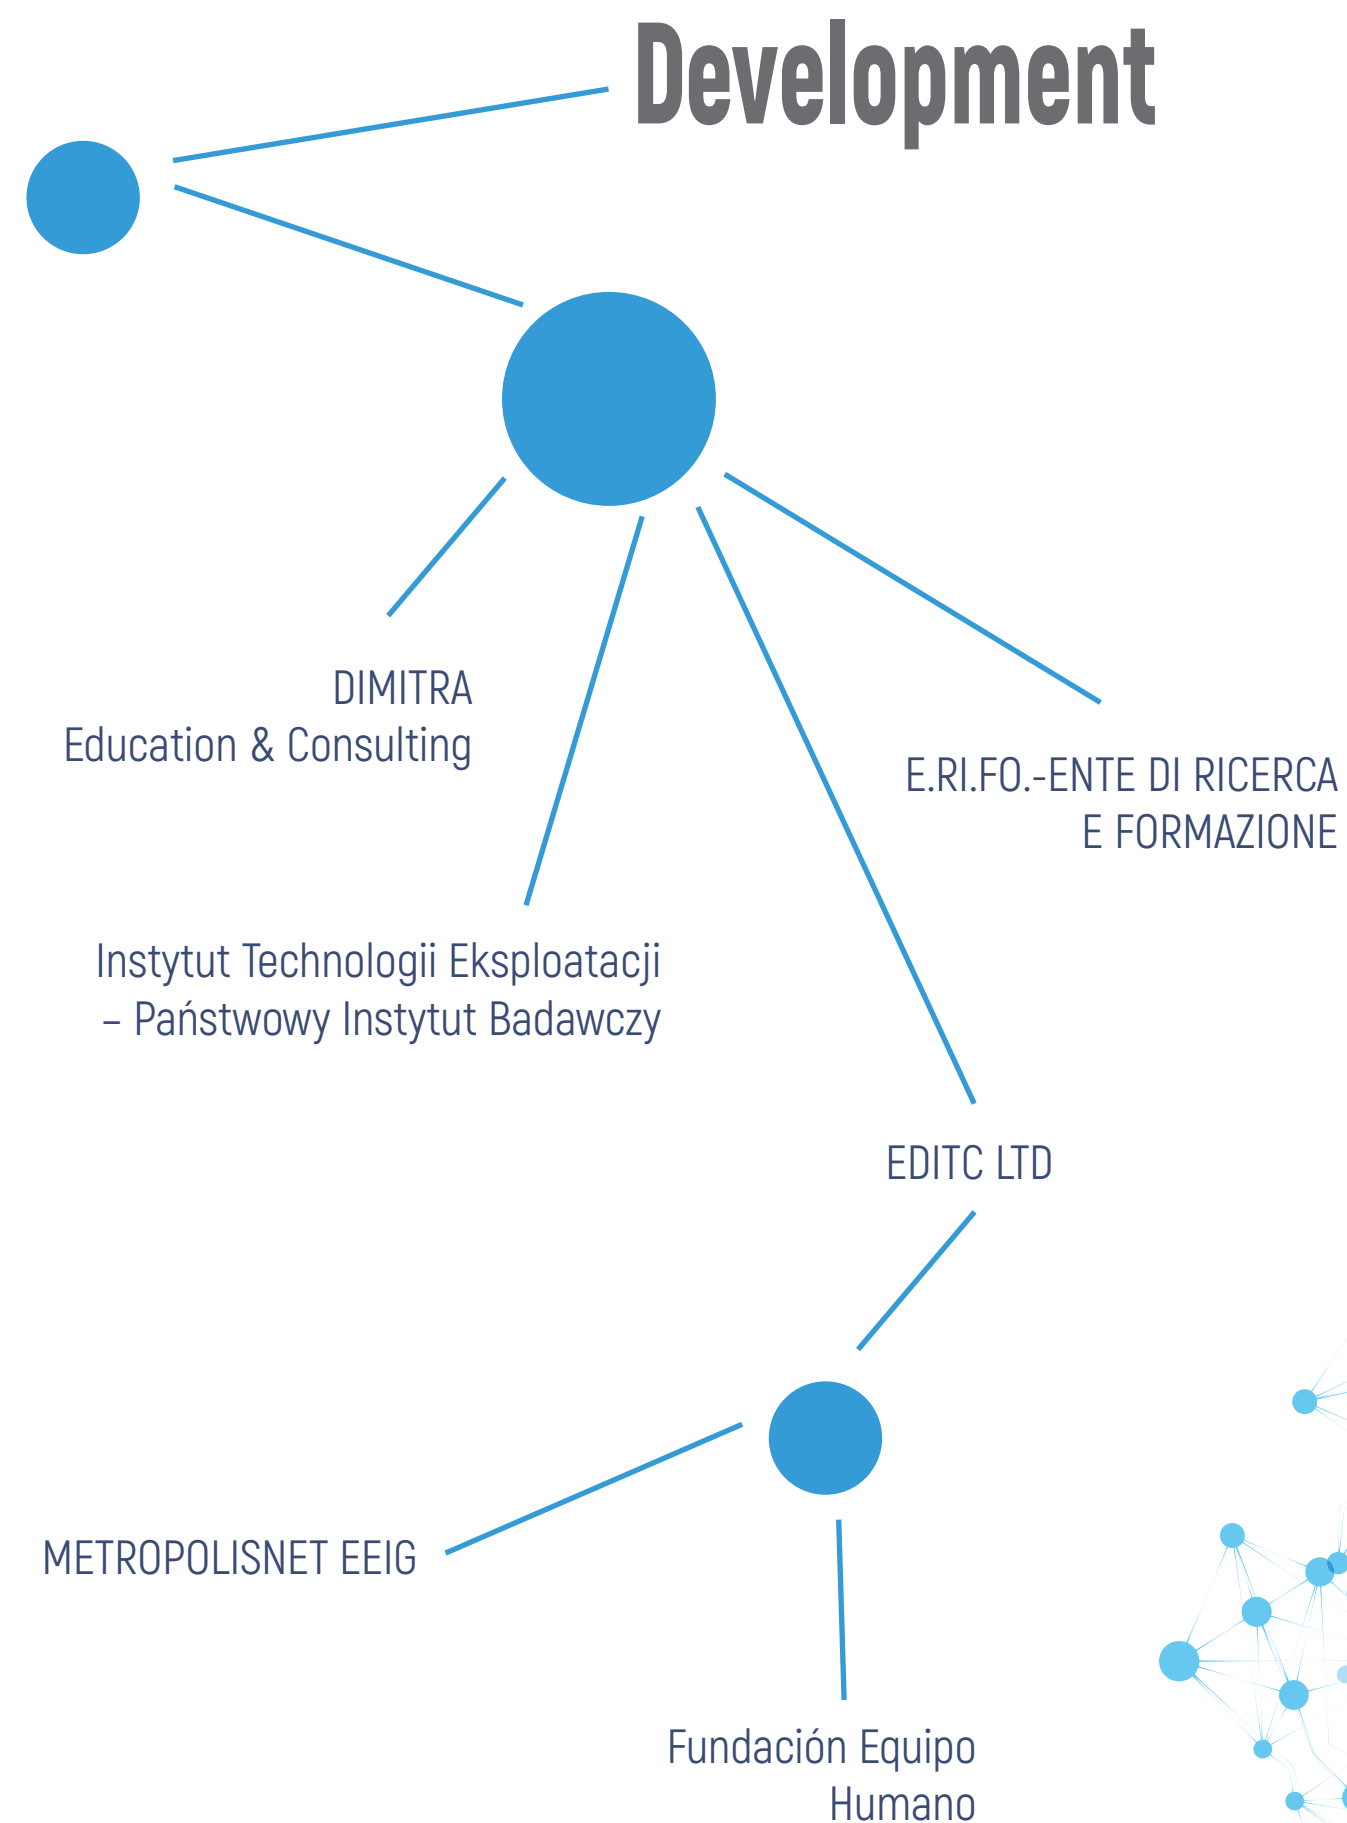 Development
DIMITRA
Education & Consulting
E.RI.FO.-ENTE DI RICERCA
E FORMAZIONE
Instytut Technologii Eksploatacji
– Państwowy Instytut Badawczy
EDITC LTD
METROPOLISNET EEIG
Fundación Equipo
Humano